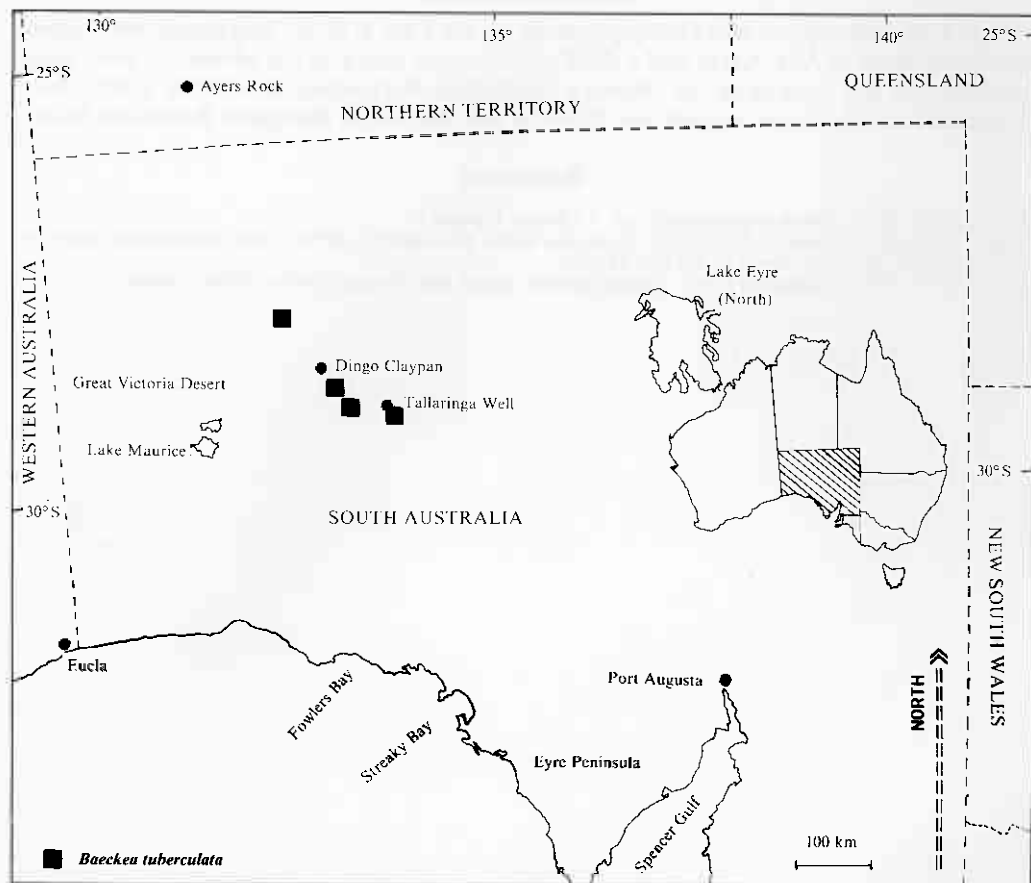 130°
135°
140°
25°S
25°S
Ayers Rock
QUEENSLAND
NORTHERN TERRITORY
Lake Eyre
(North)
WESTERN AUSTRALIA
Dingo Claypan
Great Victoria Desert
Tallaringa Well
Lake Maurice
30°S
30°S
SOUTH AUSTRALIA
NEW SOUTH WALES
Eucla
Fowlers Bay
Port Augusta
NORTH
Streaky Bay
Eyre Peninsula
Spencer Gulf
100 km
Baeckea tuberculata